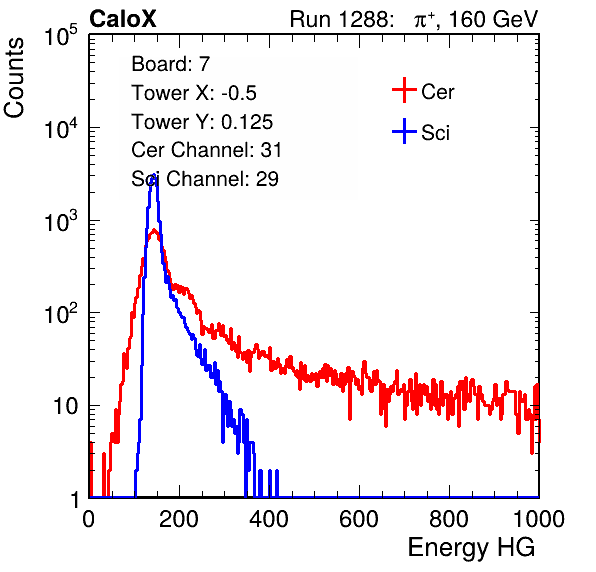 CaloX Run 1288: π⁺, 160 GeV
Counts
10⁵
10⁴
10³
10²
10
1
Board: 7
Tower X: -0.5
Tower Y: 0.125
Cer Channel: 31
Sci Channel: 29
Cer
Sci
0 200 400 600 800 1000
Energy HG